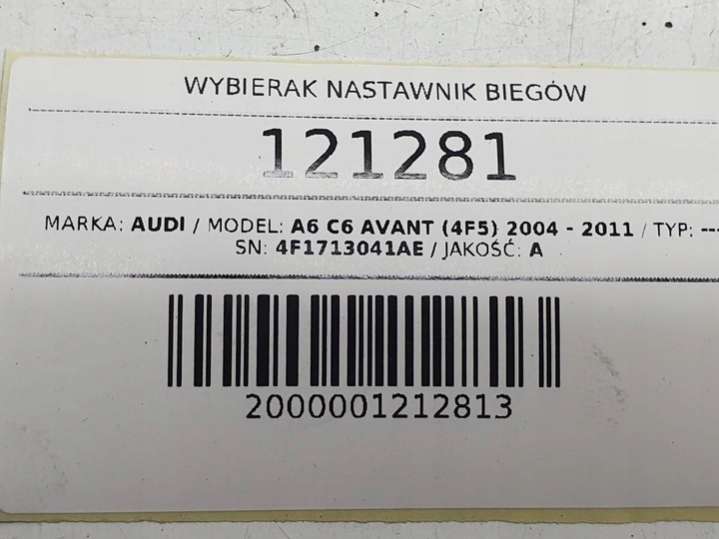 WYBIERAK NASTAWNIK BIEGÓW
121281
MARKA: AUDI / MODEL: A6 C6 AVANT (4F5) 2004 - 2011 / TYP: ---
SN: 4F1713041AE / JAKOŚĆ: A
2000001212813